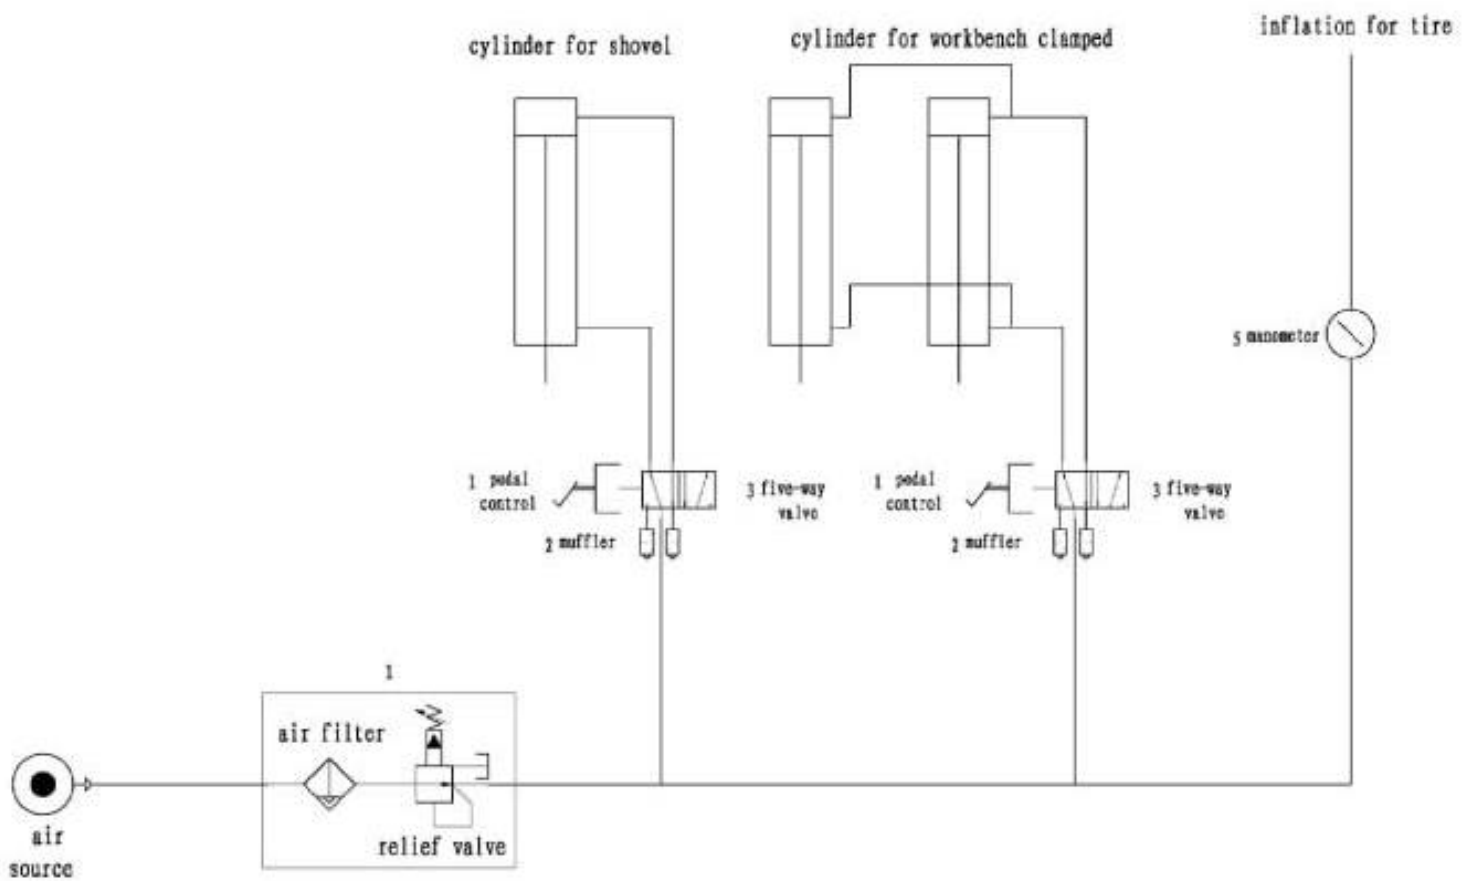 cylinder for shovel
cylinder for workbench clamped
inflation for tire
5 manometer
1 pedal
control
3 five-way
valve
2 muffler
1 pedal
control
3 five-way
valve
2 muffler
1
air filter
relief valve
air
source